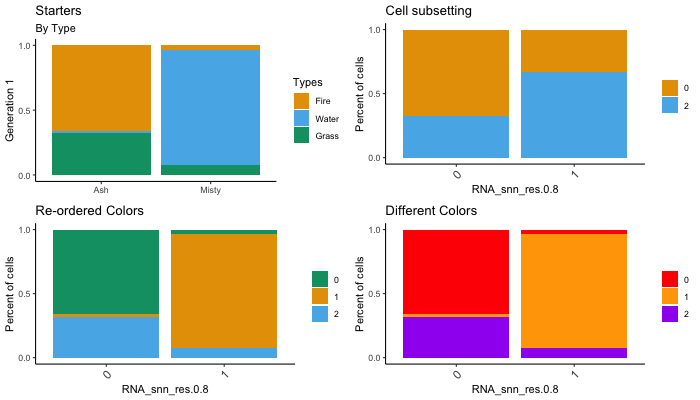 Starters
By Type
Generation 1
1.0
0.5
0.0
Ash
Misty
Types
Fire
Water
Grass
Cell subsetting
Percent of cells
1.0
0.5
0.0
0
1
RNA_snn_res.0.8
0
2
Re-ordered Colors
Percent of cells
1.0
0.5
0.0
0
1
RNA_snn_res.0.8
0
1
2
Different Colors
Percent of cells
1.0
0.5
0.0
0
1
RNA_snn_res.0.8
0
1
2